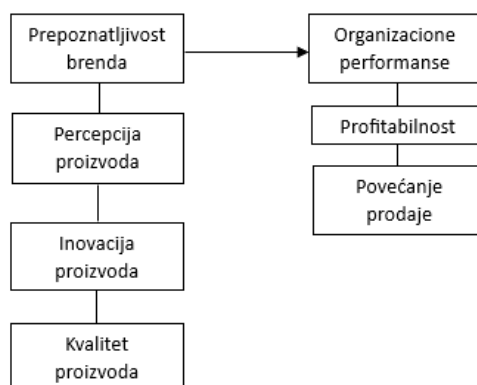 Prepoznatljivost
brenda
Percepcija
proizvoda
Inovacija
proizvoda
Kvalitet
proizvoda
Organizacione
performanse
Profitabilnost
Povećanje
prodaje